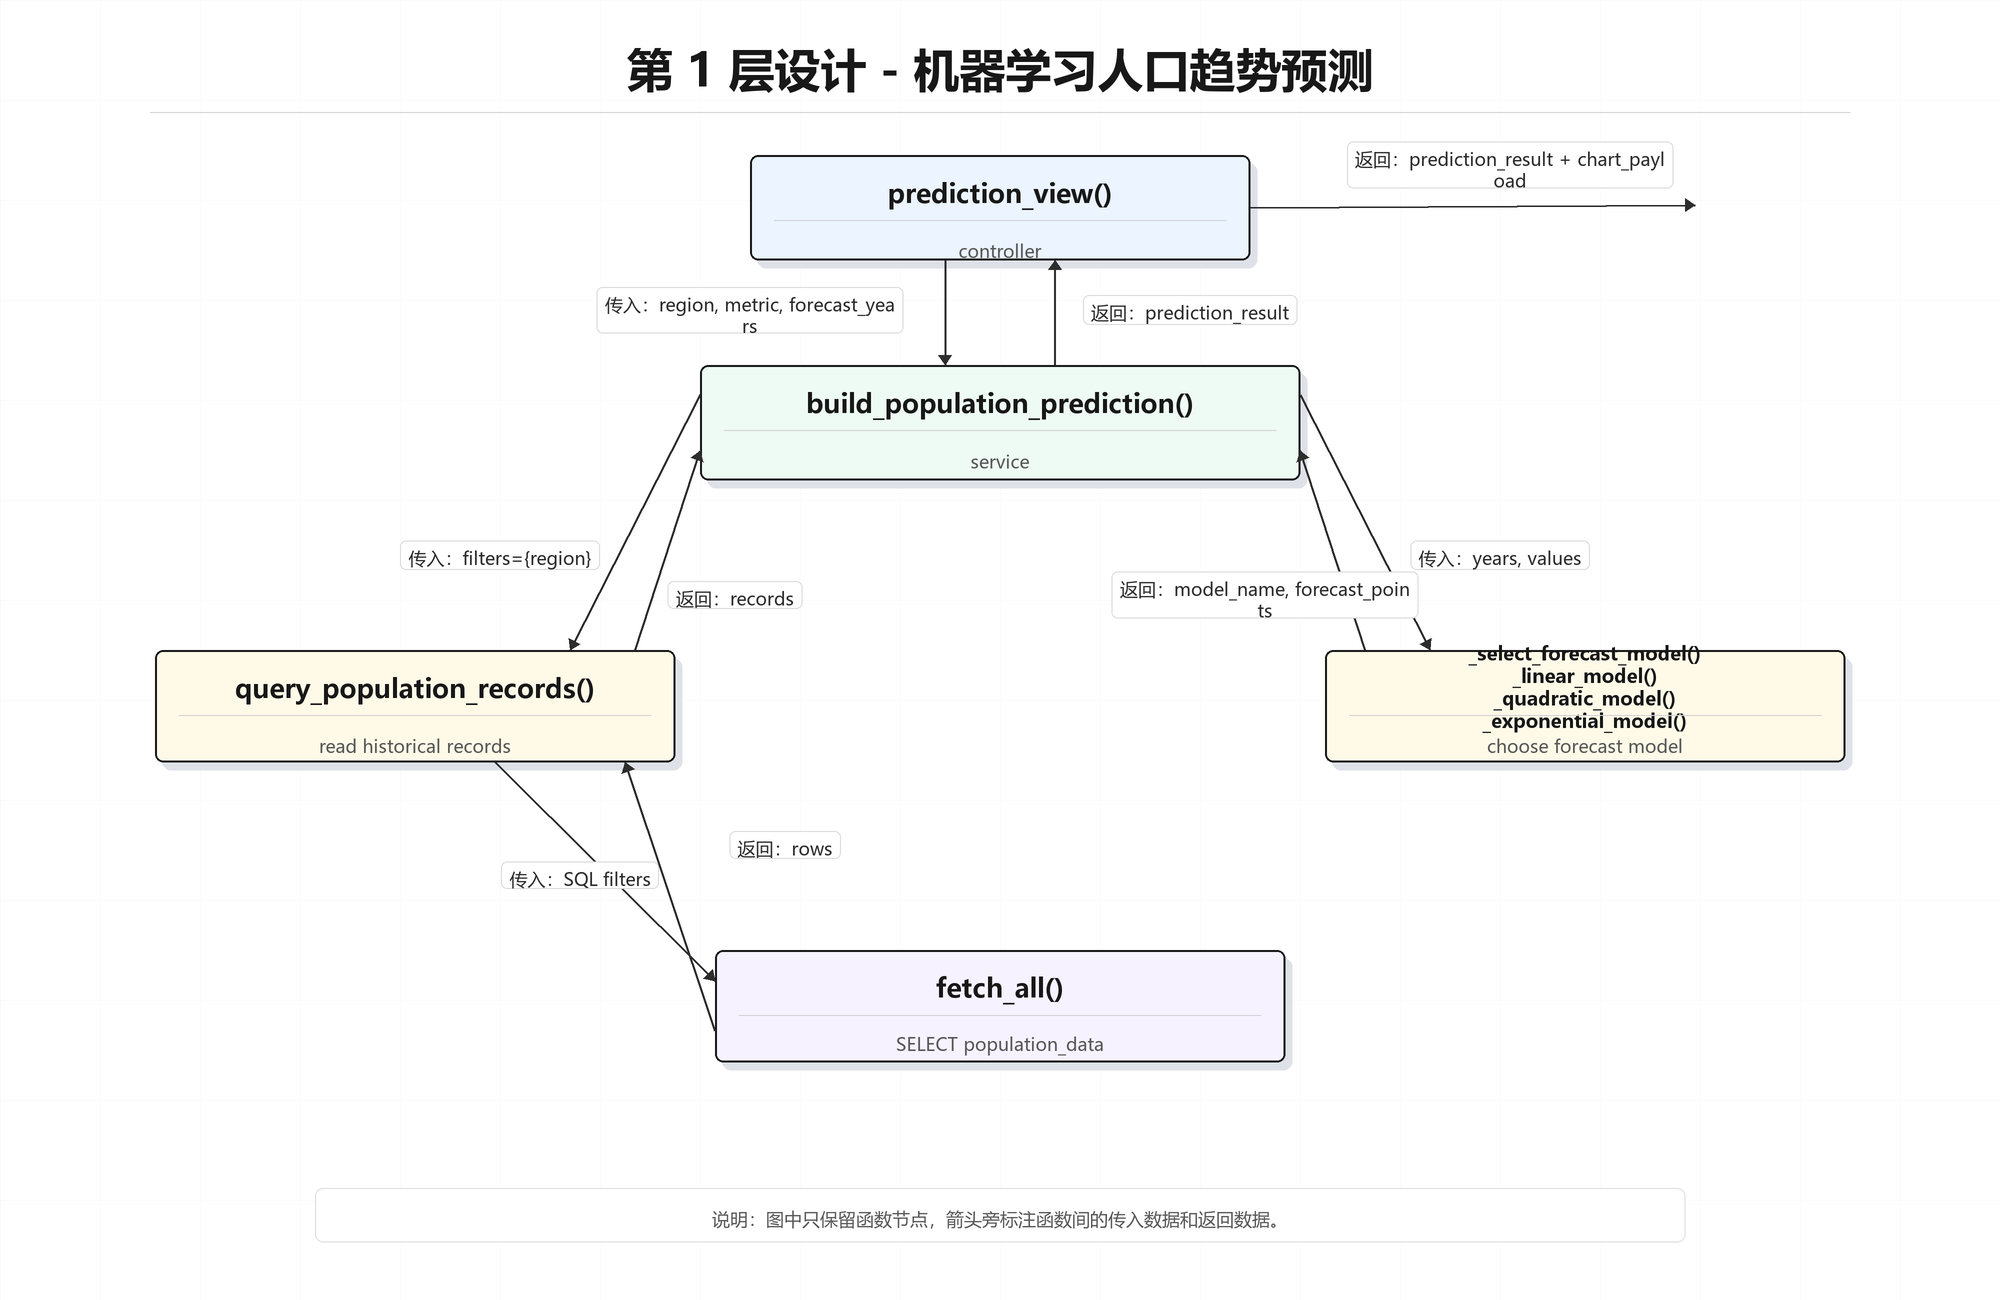 第 1 层设计 - 机器学习人口趋势预测
返回：prediction_result + chart_payl
oad
prediction_view()
controller
传入：region, metric, forecast_yea
rs
返回：prediction_result
build_population_prediction()
service
传入：filters={region}
返回：records
传入：years, values
返回：model_name, forecast_poin
ts
query_population_records()
read historical records
_select_forecast_model()
_linear_model()
_quadratic_model()
_exponential_model()
choose forecast model
返回：rows
传入：SQL filters
fetch_all()
SELECT population_data
说明：图中只保留函数节点，箭头旁标注函数间的传入数据和返回数据。